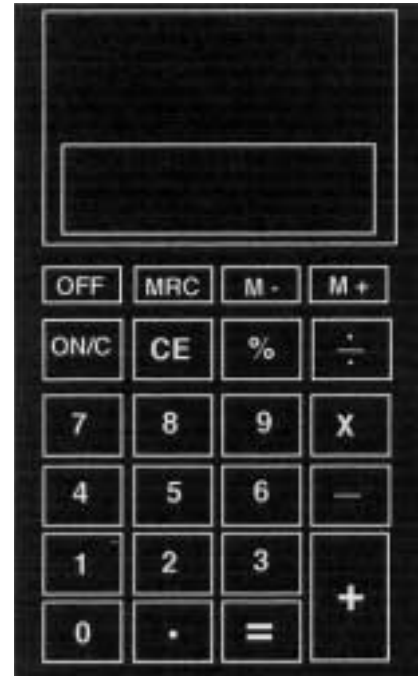 OFF MRC M - M +
ON/C CE % ÷
7 8 9 X
4 5 6 —
1 2 3 +
0 . =